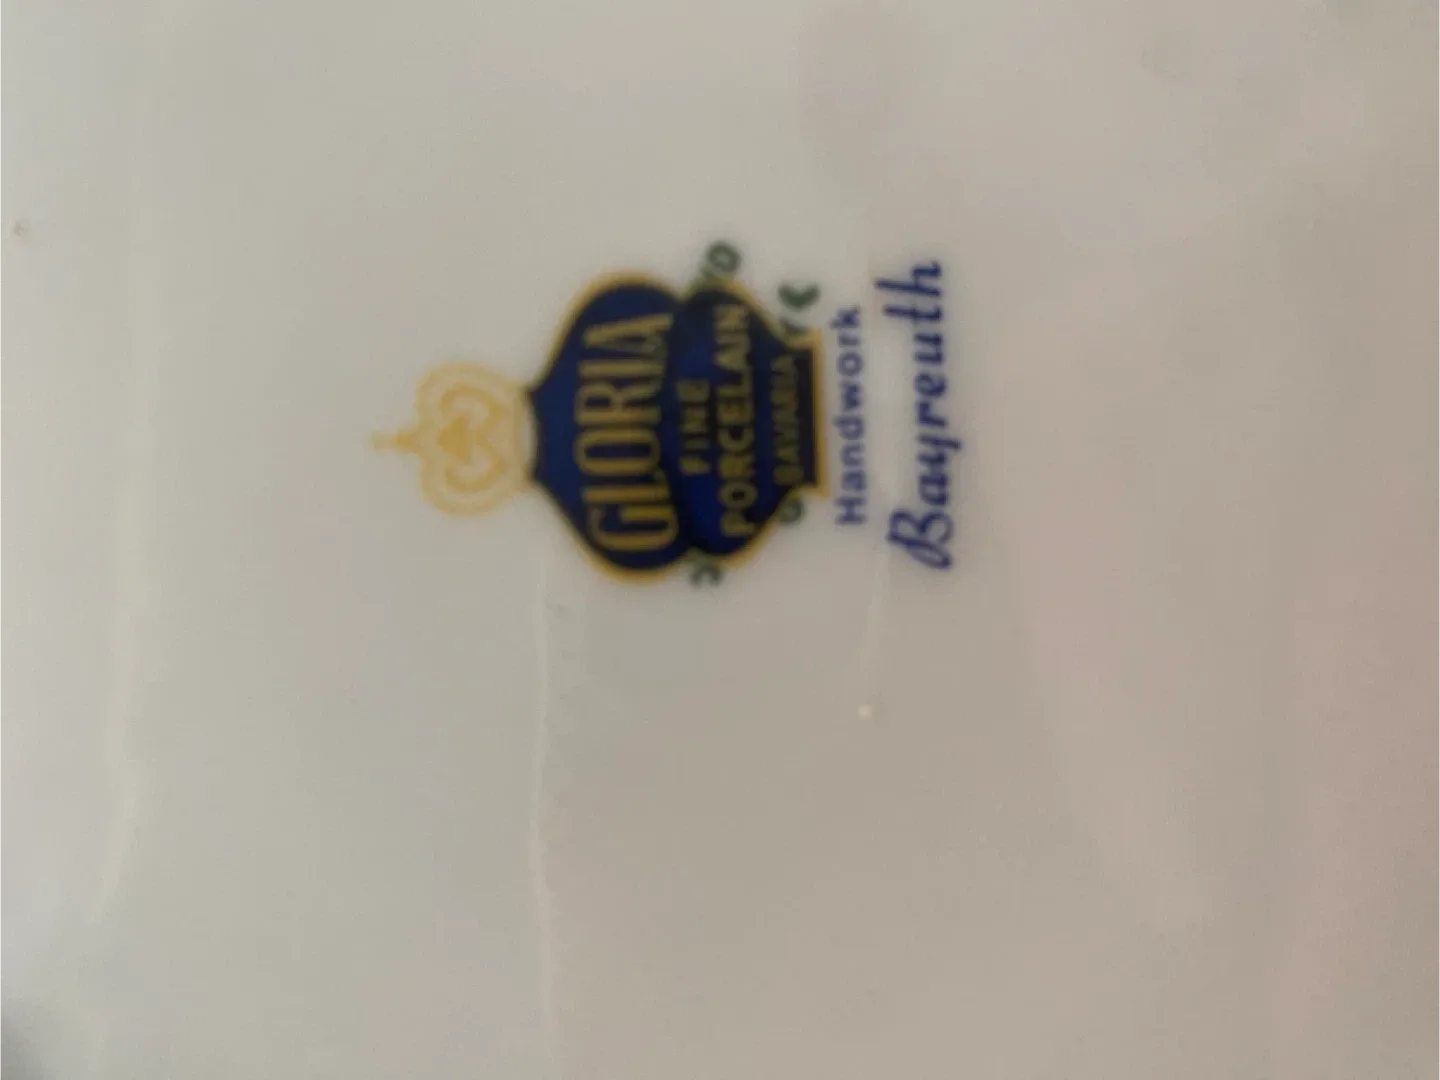 GLORIA
FINE
PORCELAIN
BAVARIA
Handwork
Bayreuth